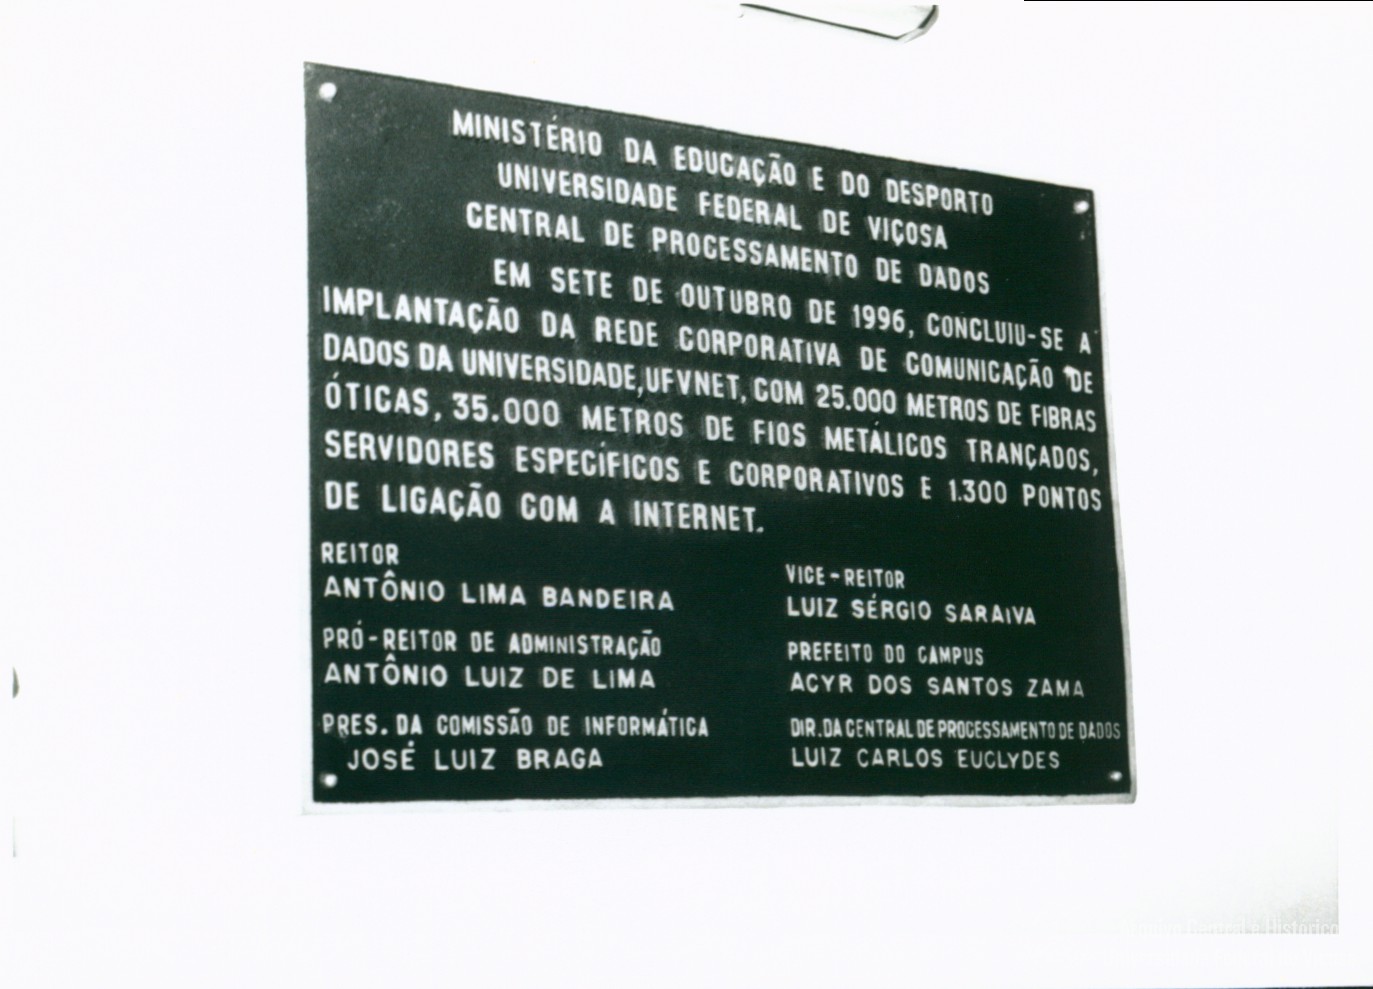 MINISTÉRIO DA EDUCAÇÃO E DO DESPORTO
UNIVERSIDADE FEDERAL DE VIÇOSA
CENTRAL DE PROCESSAMENTO DE DADOS
EM SETE DE OUTUBRO DE 1996, CONCLUIU-SE A
IMPLANTAÇÃO DA REDE CORPORATIVA DE COMUNICAÇÃO DE
DADOS DA UNIVERSIDADE, UFVNET, COM 25.000 METROS DE FIBRAS
ÓTICAS, 35.000 METROS DE FIOS METÁLICOS TRANÇADOS,
SERVIDORES ESPECÍFICOS E CORPORATIVOS E 1.300 PONTOS
DE LIGAÇÃO COM A INTERNET.
REITOR
ANTÔNIO LIMA BANDEIRA
VICE-REITOR
LUIZ SÉRGIO SARAIVA
PRÓ-REITOR DE ADMINISTRAÇÃO
ANTÔNIO LUIZ DE LIMA
PREFEITO DO CAMPUS
ACYR DOS SANTOS ZAMA
PRES. DA COMISSÃO DE INFORMÁTICA
JOSÉ LUIZ BRAGA
DIR. DA CENTRAL DE PROCESSAMENTO DE DADOS
LUIZ CARLOS EUCLYDES
Central e Histórico